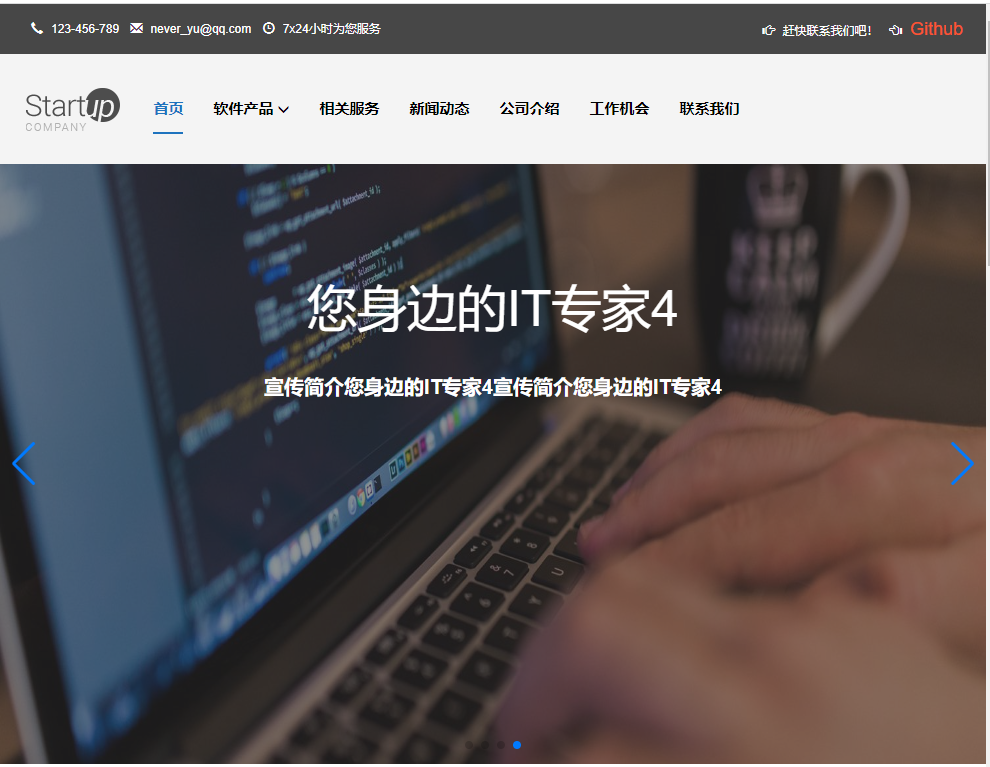 123-456-789 never_yu@qq.com 7x24小时为您服务 赶快联系我们吧! Github
Startup
COMPANY
首页 软件产品 相关服务 新闻动态 公司介绍 工作机会 联系我们
您身边的IT专家4
宣传简介您身边的IT专家4宣传简介您身边的IT专家4